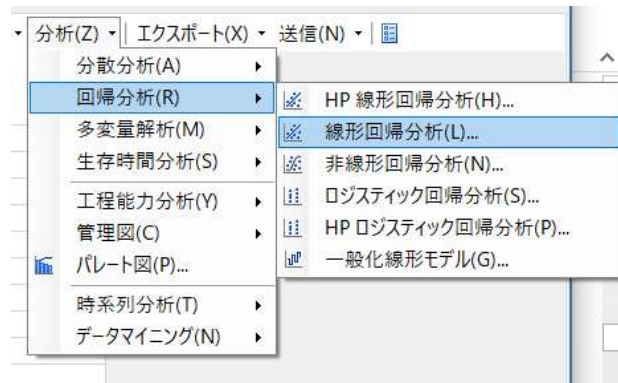 分析(Z) エクスポート(X) 送信(N)
分散分析(A)
回帰分析(R)
多変量解析(M)
生存時間分析(S)
工程能力分析(Y)
管理図(C)
パレート図(P)...
時系列分析(T)
データマイニング(N)
HP 線形回帰分析(H)...
線形回帰分析(L)...
非線形回帰分析(N)...
ロジスティック回帰分析(S)...
HP ロジスティック回帰分析(P)...
一般化線形モデル(G)...